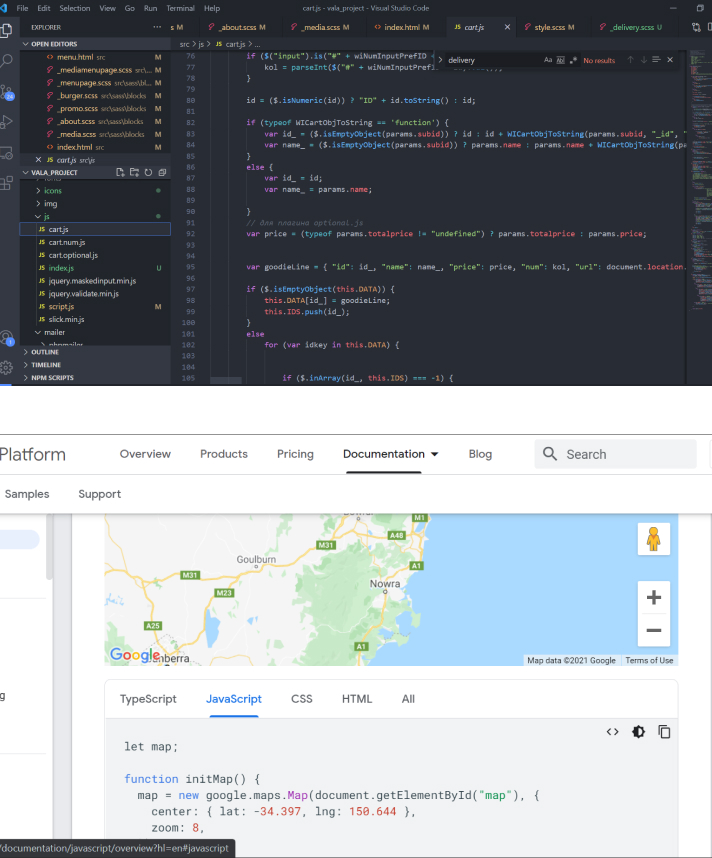 File Edit Selection View Go Run Terminal Help cart.js - vala_project - Visual Studio Code
EXPLORER ··· s M _about.scss M _media.scss M index.html M cart.js × style.scss M _delivery.scss U
OPEN EDITORS
src > js > JS cart.js > ...
menu.html src M
_mediamenupage.scss src\... M
_menupage.scss src\sass\blocks M
_burger.scss src\sass\blocks M
_promo.scss src\sass\blocks M
_about.scss src\sass\blocks M
_media.scss src\sass\blocks M
index.html src M
× JS cart.js src\js
VALA_PROJECT
icons
img
js
JS cart.js
JS cart.num.js
JS cart.optional.js
JS index.js U
JS jquery.maskedinput.min.js
JS jquery.validate.min.js
JS script.js M
JS slick.min.js
mailer
OUTLINE
TIMELINE
NPM SCRIPTS
24
1
delivery Aa Ab .* No results
76 if ($("input").is("#" + wiNumInputPrefID +
77 kol = parseInt($("#" + wiNumInputPrefI
78 }
79
80 id = ($.isNumeric(id)) ? "ID" + id.toString() : id;
81
82 if (typeof WICartObjToString == 'function') {
83 var id_ = ($.isEmptyObject(params.subid)) ? id : id + WICartObjToString(params.subid, "_id", "
84 var name_ = ($.isEmptyObject(params.subid)) ? params.name : params.name + WICartObjToString(pa
85 }
86 else {
87 var id_ = id;
88 var name_ = params.name;
89
90 }
91 // для плагина optional.js
92 var price = (typeof params.totalprice != "undefined") ? params.totalprice : params.price;
93
94
95 var goodieLine = { "id": id_, "name": name_, "price": price, "num": kol, "url": document.location.
96
97 if ($.isEmptyObject(this.DATA)) {
98 this.DATA[id_] = goodieLine;
99 this.IDS.push(id_);
100 }
101 else
102 for (var idkey in this.DATA) {
103
104
105 if ($.inArray(id_, this.IDS) === -1) {
Platform Overview Products Pricing Documentation Blog Search
Samples Support
M1
A48
M31
Goulburn
A1
M31
Nowra
M23
A25
A1
Google
Map data ©2021 Google Terms of Use
g
TypeScript JavaScript CSS HTML All
let map;
function initMap() {
map = new google.maps.Map(document.getElementById("map"), {
center: { lat: -34.397, lng: 150.644 },
zoom: 8,
/documentation/javascript/overview?hl=en#javascript